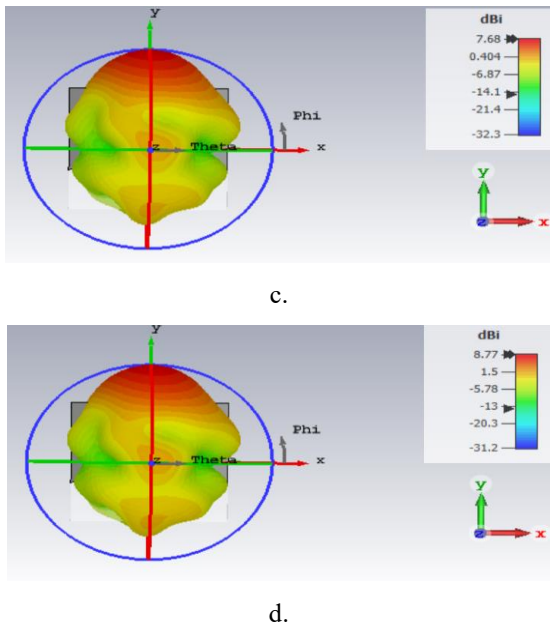 y
dBi
7.68
0.404
-6.87
-14.1
-21.4
-32.3
Phi
z Theta x
y
z x
c.
y
dBi
8.77
1.5
-5.78
-13
-20.3
-31.2
Phi
z Theta x
y
z x
d.